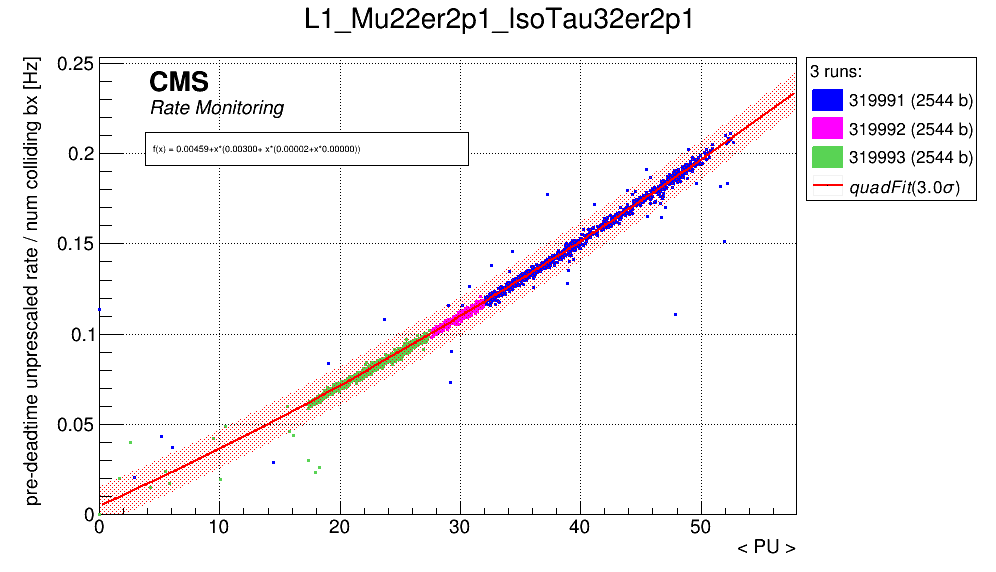 L1_Mu22er2p1_IsoTau32er2p1
pre-deadtime unprescaled rate / num colliding bx [Hz]
0.25
0.2
0.15
0.1
0.05
0
CMS
Rate Monitoring
f(x) = 0.00459+x*(0.00300+ x*(0.00002+x*0.00000))
0 10 20 30 40 50
< PU >
3 runs:
319991 (2544 b)
319992 (2544 b)
319993 (2544 b)
quadFit(3.0σ)